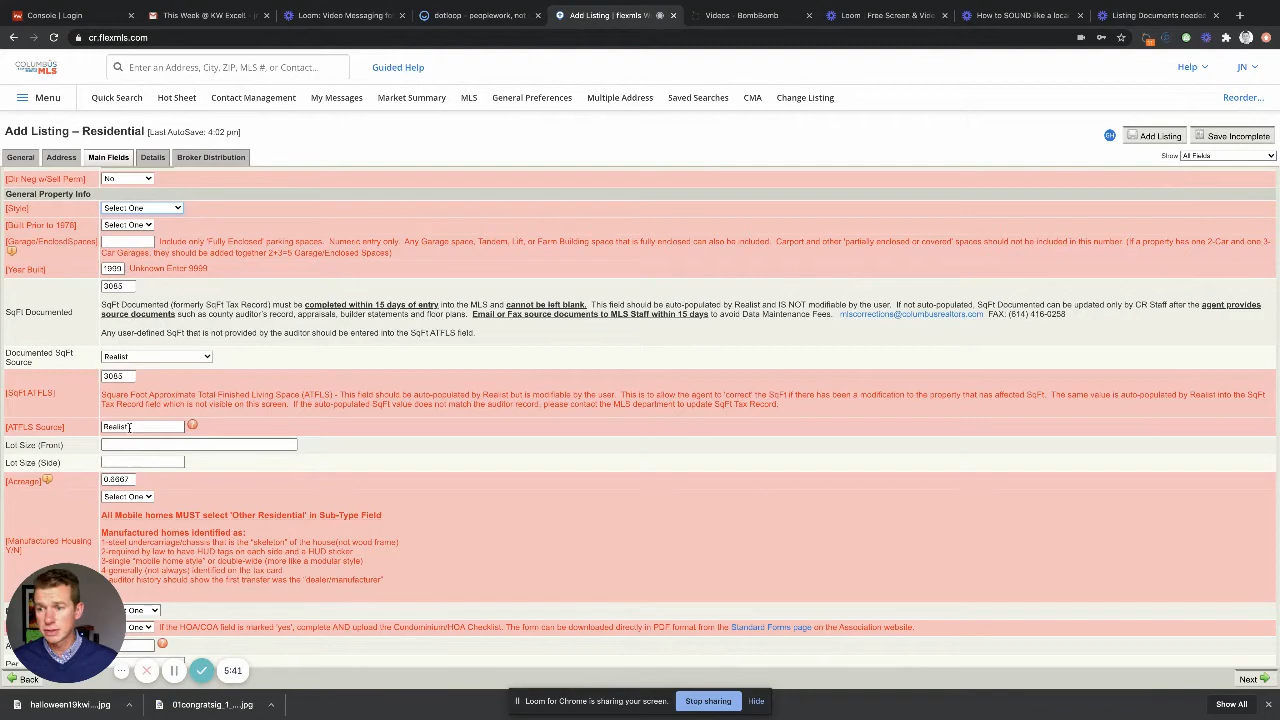 Console | Login
This Week @ KW Excel: - j
Loom: Video Messaging for
dotloop - peoplework, not p
Add Listing | flexmls W
Videos - BombBomb
Loom - Free Screen & Vide
How to SOUND like a local
Listing Documents needed
cr.flexmls.com
COLUMBUS
MLS
Enter an Address, City, ZIP, MLS #, or Contact...
Guided Help
Help
JN
Menu
Quick Search
Hot Sheet
Contact Management
My Messages
Market Summary
MLS
General Preferences
Multiple Address
Saved Searches
CMA
Change Listing
Reorder...
Add Listing – Residential [Last AutoSave: 4:02 pm]
Add Listing
Save Incomplete
General
Address
Main Fields
Details
Broker Distribution
Show All Fields
[Dir Neg w/Sell Perm] No
General Property Info
[Style] Select One
[Built Prior to 1978] Select One
[Garage/EnclosdSpaces] Include only 'Fully Enclosed' parking spaces. Numeric entry only. Any Garage space, Tandem, Lift, or Farm Building space that is fully enclosed can also be included. Carport and other 'partially enclosed or covered' spaces should not be included in this number. (If a property has one 2-Car and one 3-
Car Garages: they should be added together 2+3=5 Garage/Enclosed Spaces)
[Year Built] 1999 Unknown Enter 9999
3085
SqFt Documented
SqFt Documented (formerly SqFt Tax Record) must be completed within 15 days of entry into the MLS and cannot be left blank. This field should be auto-populated by Realist and IS NOT modifiable by the user. If not auto-populated, SqFt Documented can be updated only by CR Staff after the agent provides
source documents such as county auditor's record, appraisals, builder statements and floor plans. Email or Fax source documents to MLS Staff within 15 days to avoid Data Maintenance Fees. mlscorrections@columbusrealtors.com FAX: (614) 416-0258
Any user-defined SqFt that is not provided by the auditor should be entered into the SqFt ATFLS field.
Documented SqFt
Source
Realist
3085
[SqFt ATFLS]
Square Foot Approximate Total Finished Living Space (ATFLS) - This field should be auto-populated by Realist but is modifiable by the user. This is to allow the agent to 'correct' the SqFt if there has been a modification to the property that has affected SqFt. The same value is auto-populated by Realist into the SqFt
Tax Record field which is not visible on this screen. If the auto-populated SqFt value does not match the auditor record, please contact the MLS department to update SqFt Tax Record.
[ATFLS Source] Realist
Lot Size (Front)
Lot Size (Side)
[Acreage] 0.6667
Select One
All Mobile homes MUST select 'Other Residential' in Sub-Type Field
[Manufactured Housing
Y/N]
Manufactured homes identified as:
1-steel undercarriage/chassis that is the "skeleton" of the house(not wood frame)
2-required by law to have HUD tags on each side and a HUD sticker
3-single "mobile home style" or double-wide (more like a modular style)
4-generally (not always) identified on the tax card
auditor history should show the first transfer was the "dealer/manufacturer"
One
One If the HOA/COA field is marked 'yes', complete AND upload the Condominium/HOA Checklist. The form can be downloaded directly in PDF format from the Standard Forms page on the Association website.
Per
5:41
Back
Next
Loom for Chrome is sharing your screen.
Stop sharing
Hide
halloween19kwi....jpg
01congratsig_1_....jpg
Show All